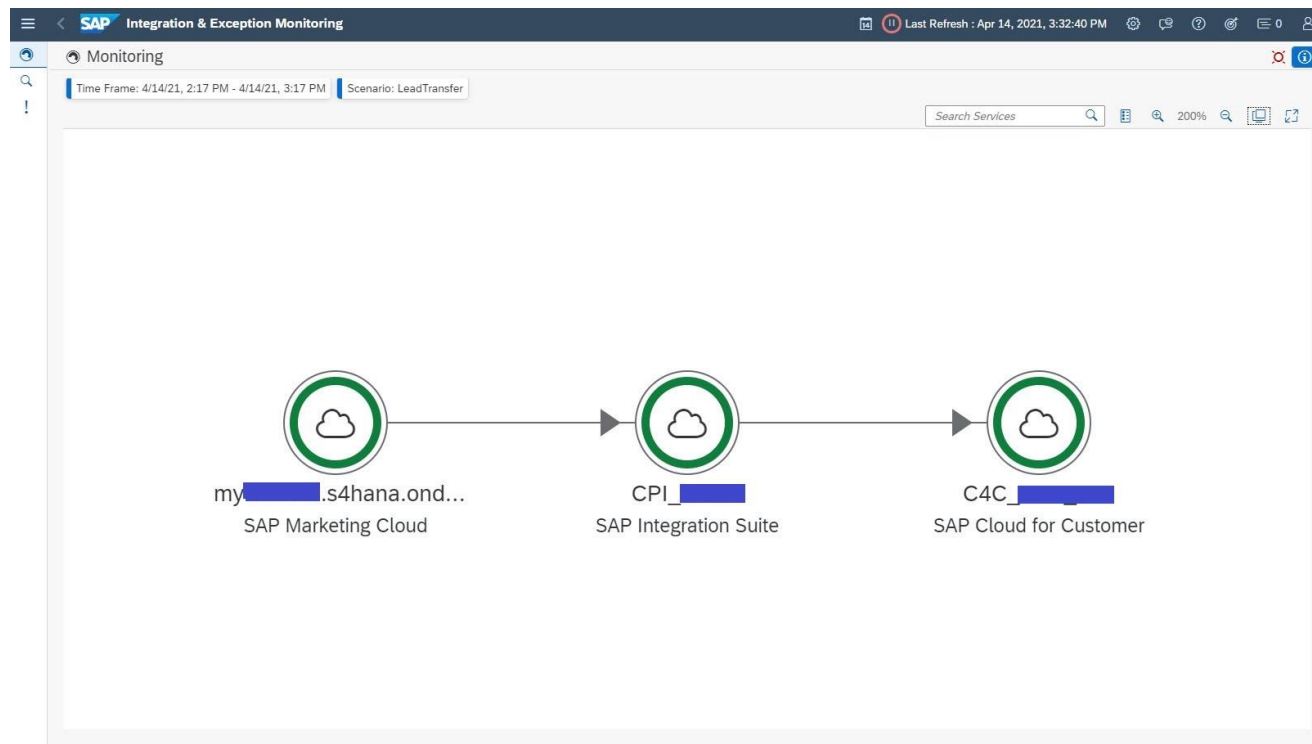 SAP Integration & Exception Monitoring 14 Last Refresh : Apr 14, 2021, 3:32:40 PM 0
Monitoring
Time Frame: 4/14/21, 2:17 PM - 4/14/21, 3:17 PM Scenario: LeadTransfer
Search Services 200%
my .s4hana.ond... CPI_ C4C_
SAP Marketing Cloud SAP Integration Suite SAP Cloud for Customer